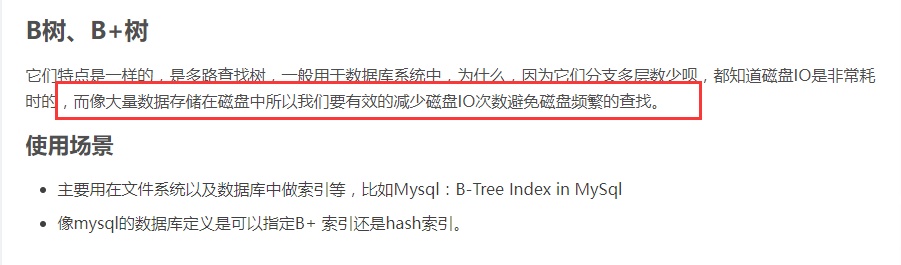 B树、B+树
它们特点是一样的，是多路查找树，一般用于数据库系统中，为什么，因为它们分支多层数少呗，都知道磁盘IO是非常耗
时的，而像大量数据存储在磁盘中所以我们要有效的减少磁盘IO次数避免磁盘频繁的查找。
使用场景
• 主要用在文件系统以及数据库中做索引等，比如Mysql：B-Tree Index in MySql
• 像mysql的数据库定义是可以指定B+ 索引还是hash索引。